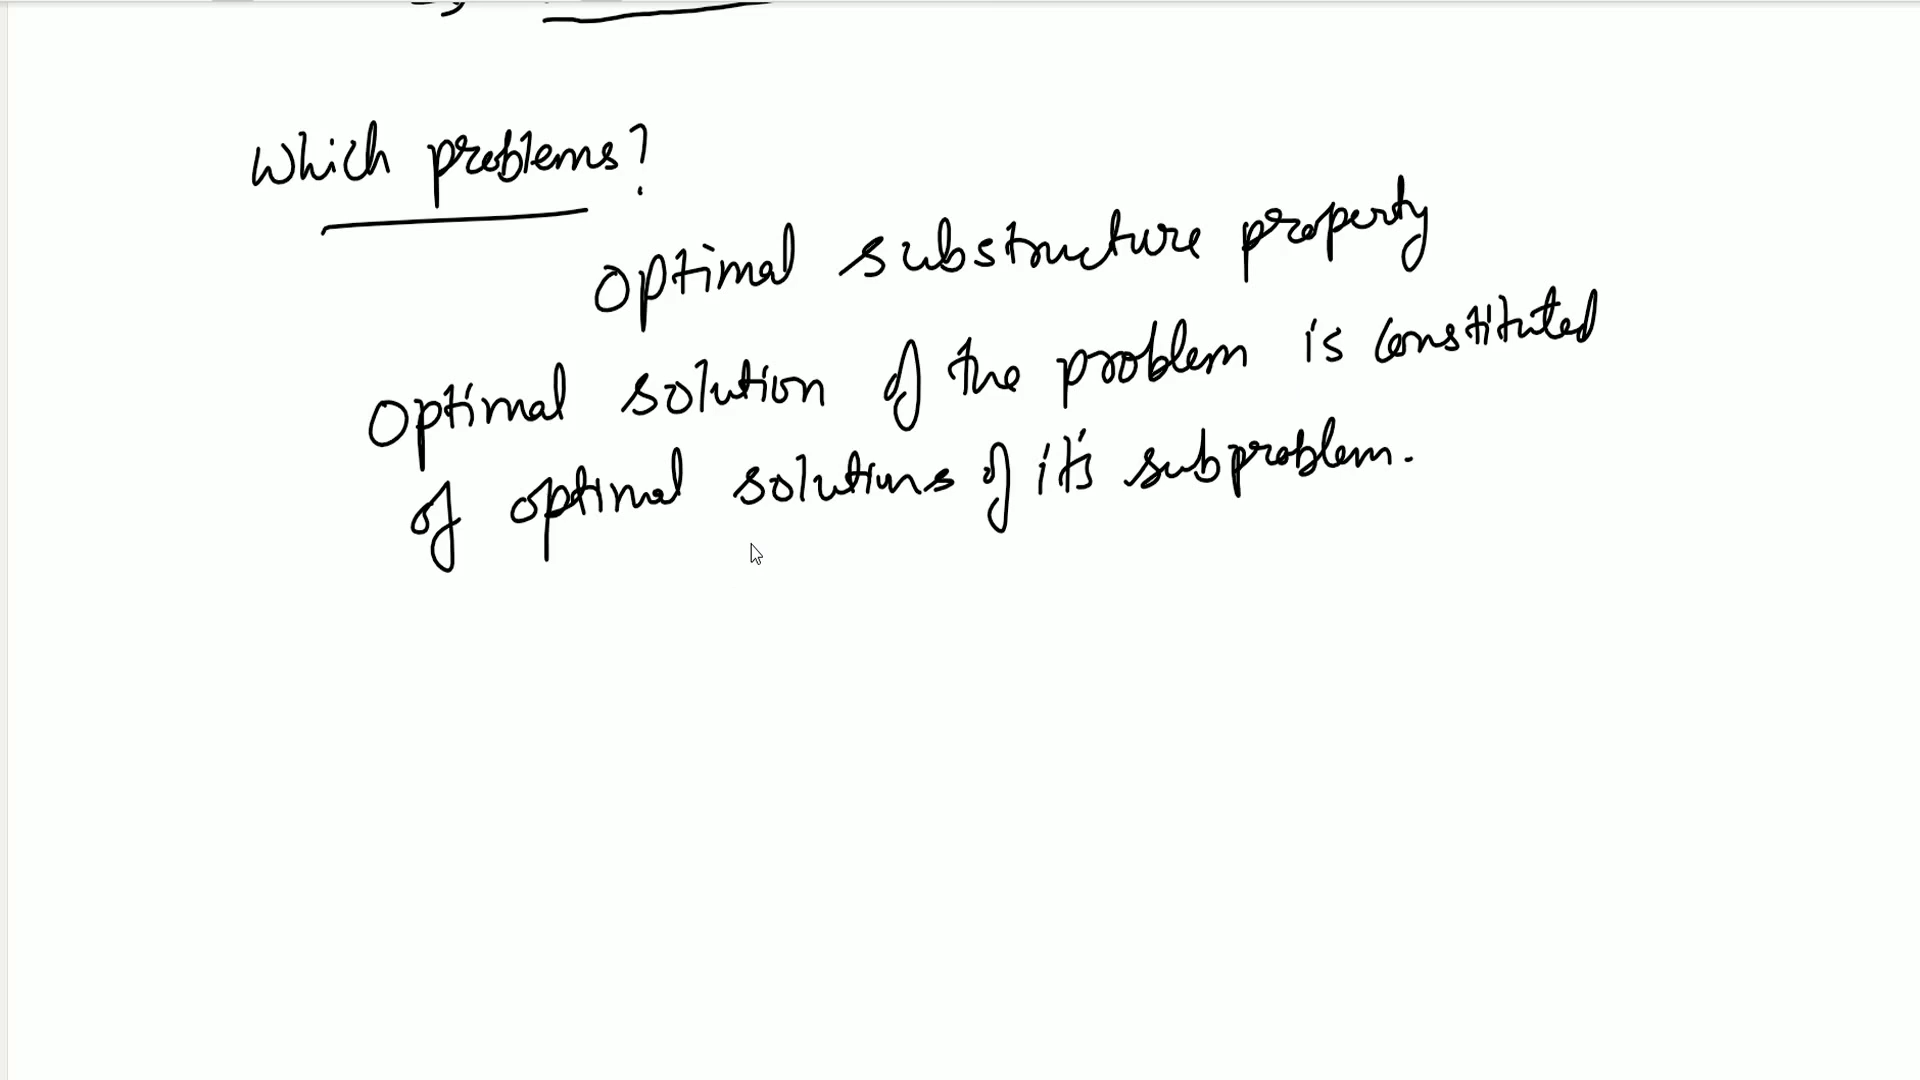 Which problems?
Optimal substructure property
Optimal solution of the problem is constituted
of optimal solutions of it's subproblem.